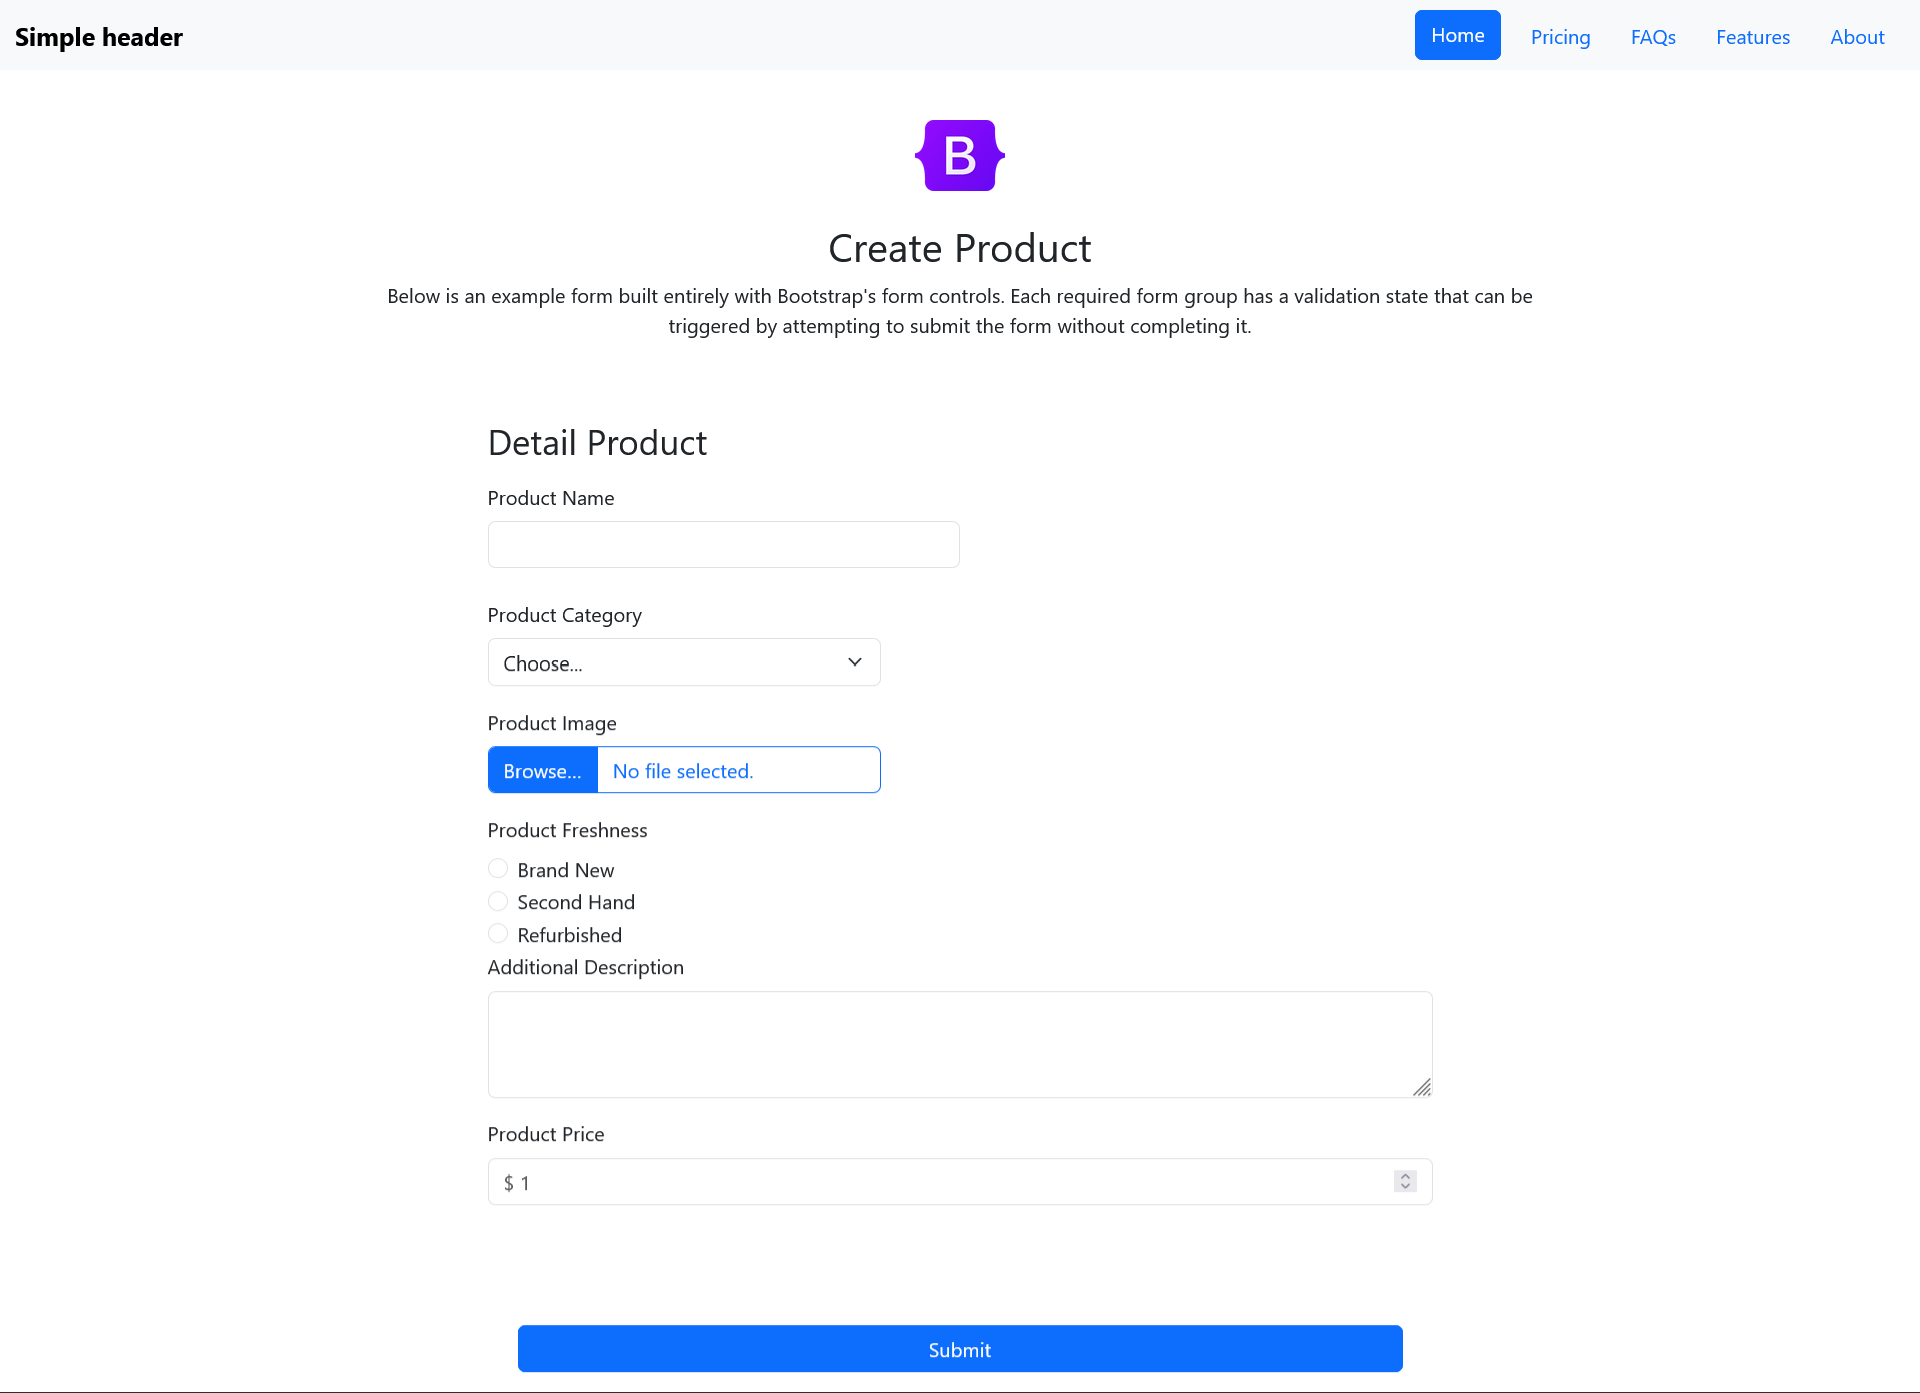 Simple header
Home
Pricing
FAQs
Features
About
B
Create Product
Below is an example form built entirely with Bootstrap's form controls. Each required form group has a validation state that can be
triggered by attempting to submit the form without completing it.
Detail Product
Product Name
Product Category
Choose...
Product Image
Browse... No file selected.
Product Freshness
Brand New
Second Hand
Refurbished
Additional Description
Product Price
$ 1
Submit